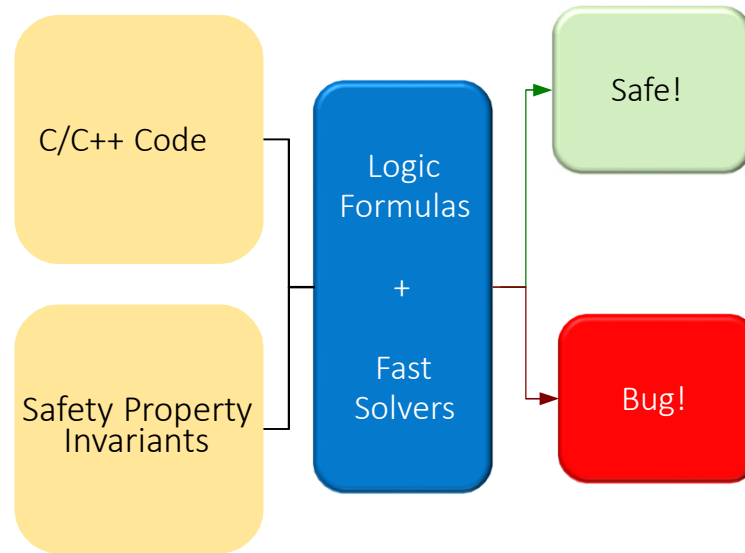 C/C++ Code
Safety Property
Invariants
Logic
Formulas
+
Fast
Solvers
Safe!
Bug!